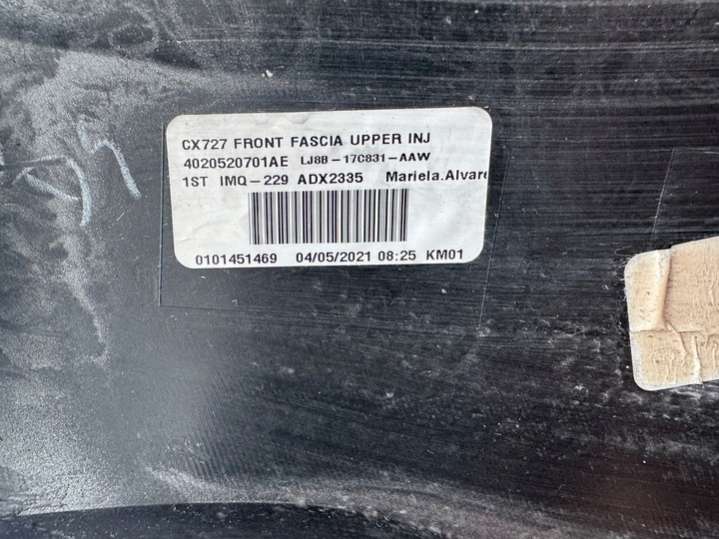 CX727 FRONT FASCIA UPPER INJ
4020520701AE LJ8B-17C831-AAW
1ST IMQ-229 ADX2335 Mariela.Alvare
0101451469 04/05/2021 08:25 KM01